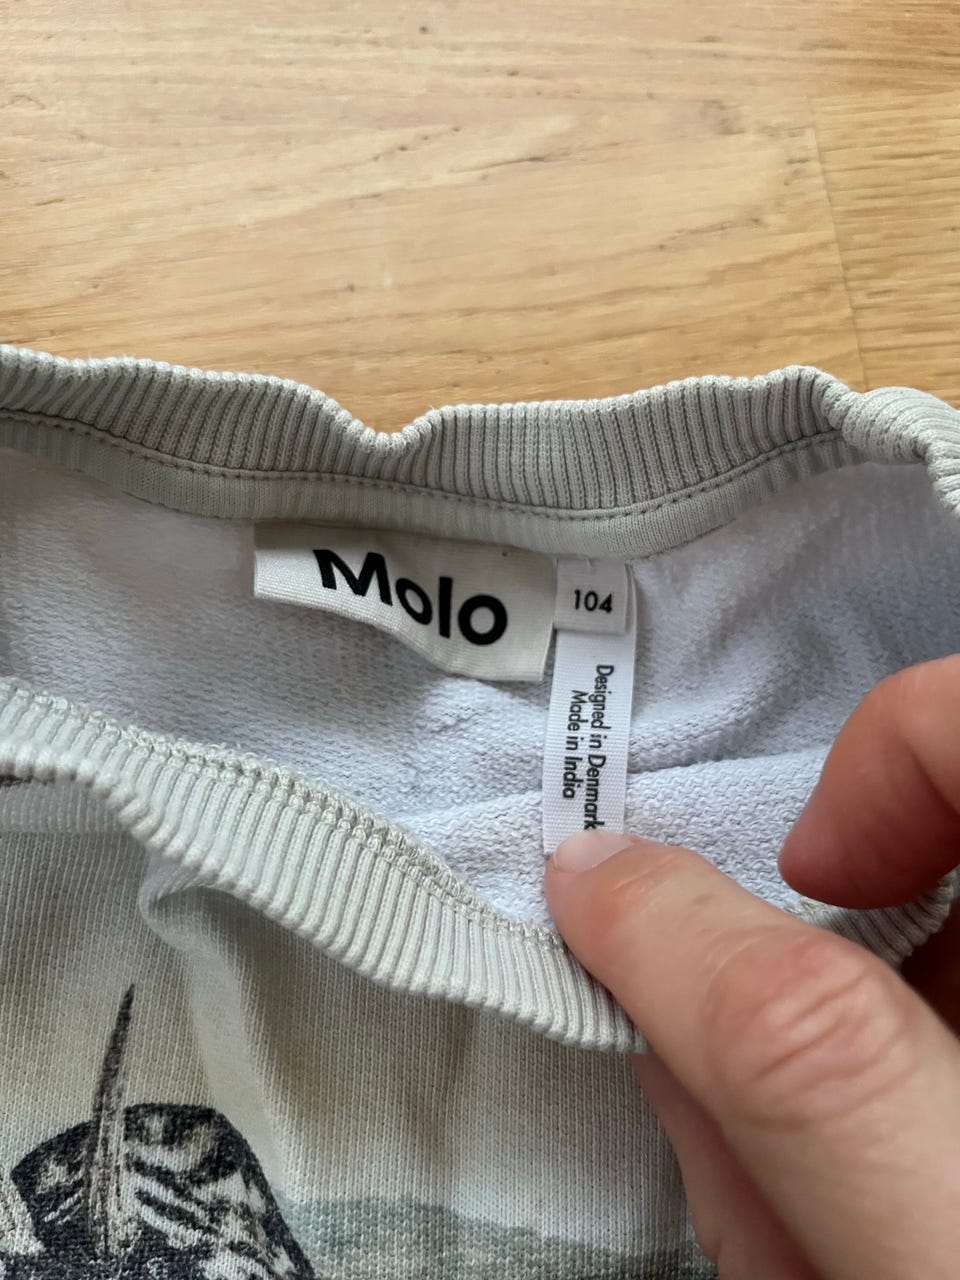 Molo
104
Designed in Denmark
Made in India